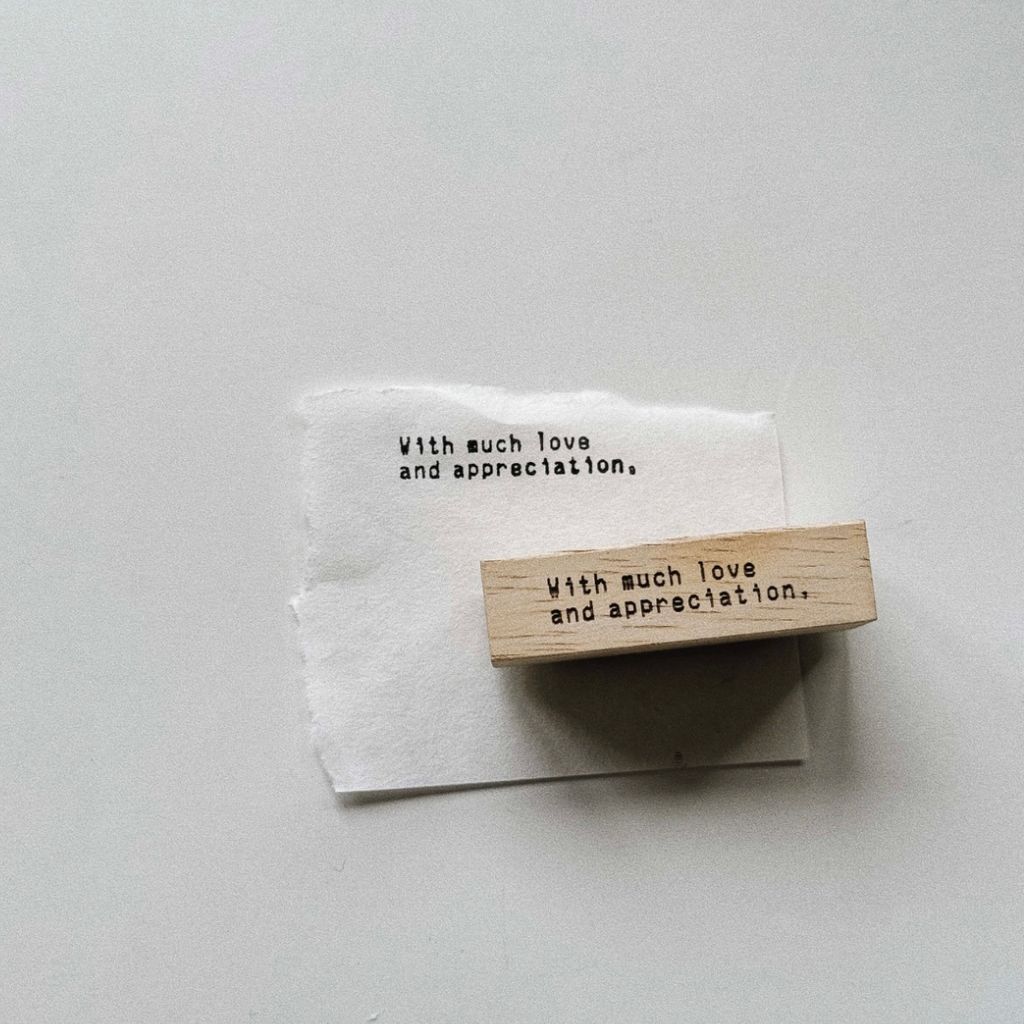 With much love
and appreciation,
With much love
and appreciation,